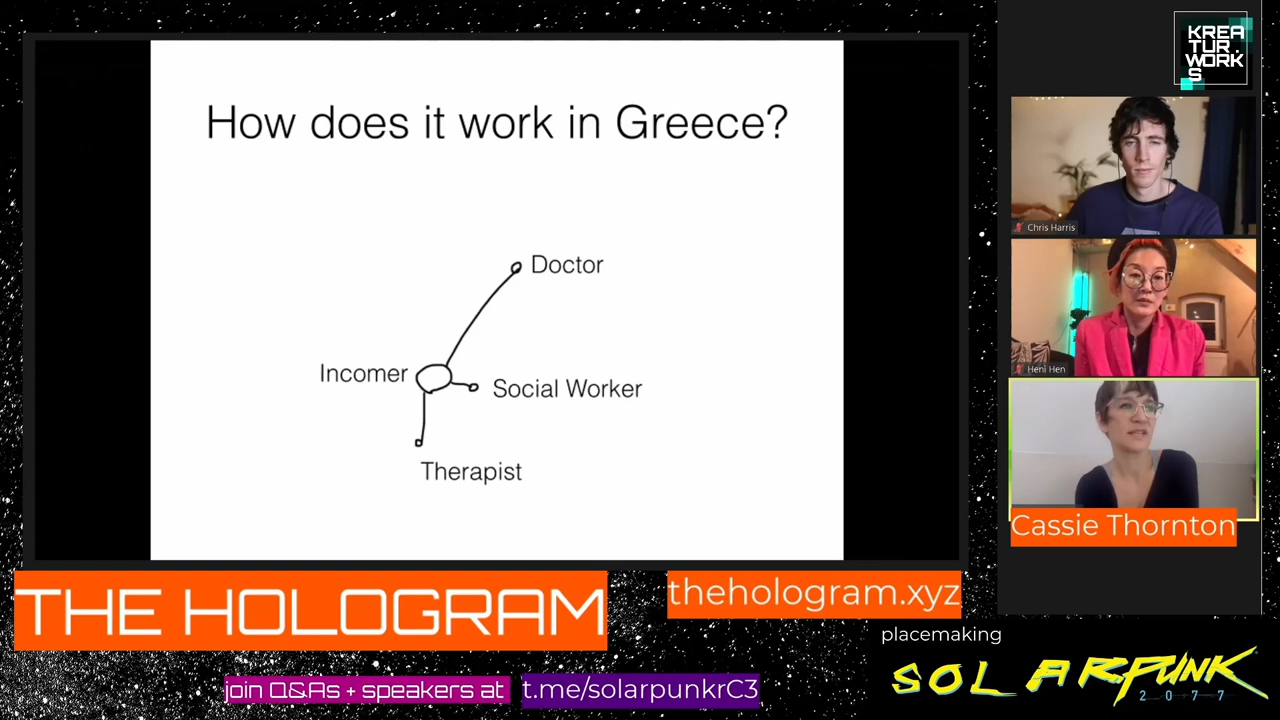 How does it work in Greece?
Doctor
Incomer
Social Worker
Therapist
KREA
TUR.
WORK
S
Chris Harris
Heni Hen
Cassie Thornton
THE HOLOGRAM
thehologram.xyz
placemaking
SOLARPUNK
2077
join Q&As + speakers at
t.me/solarpunkrC3